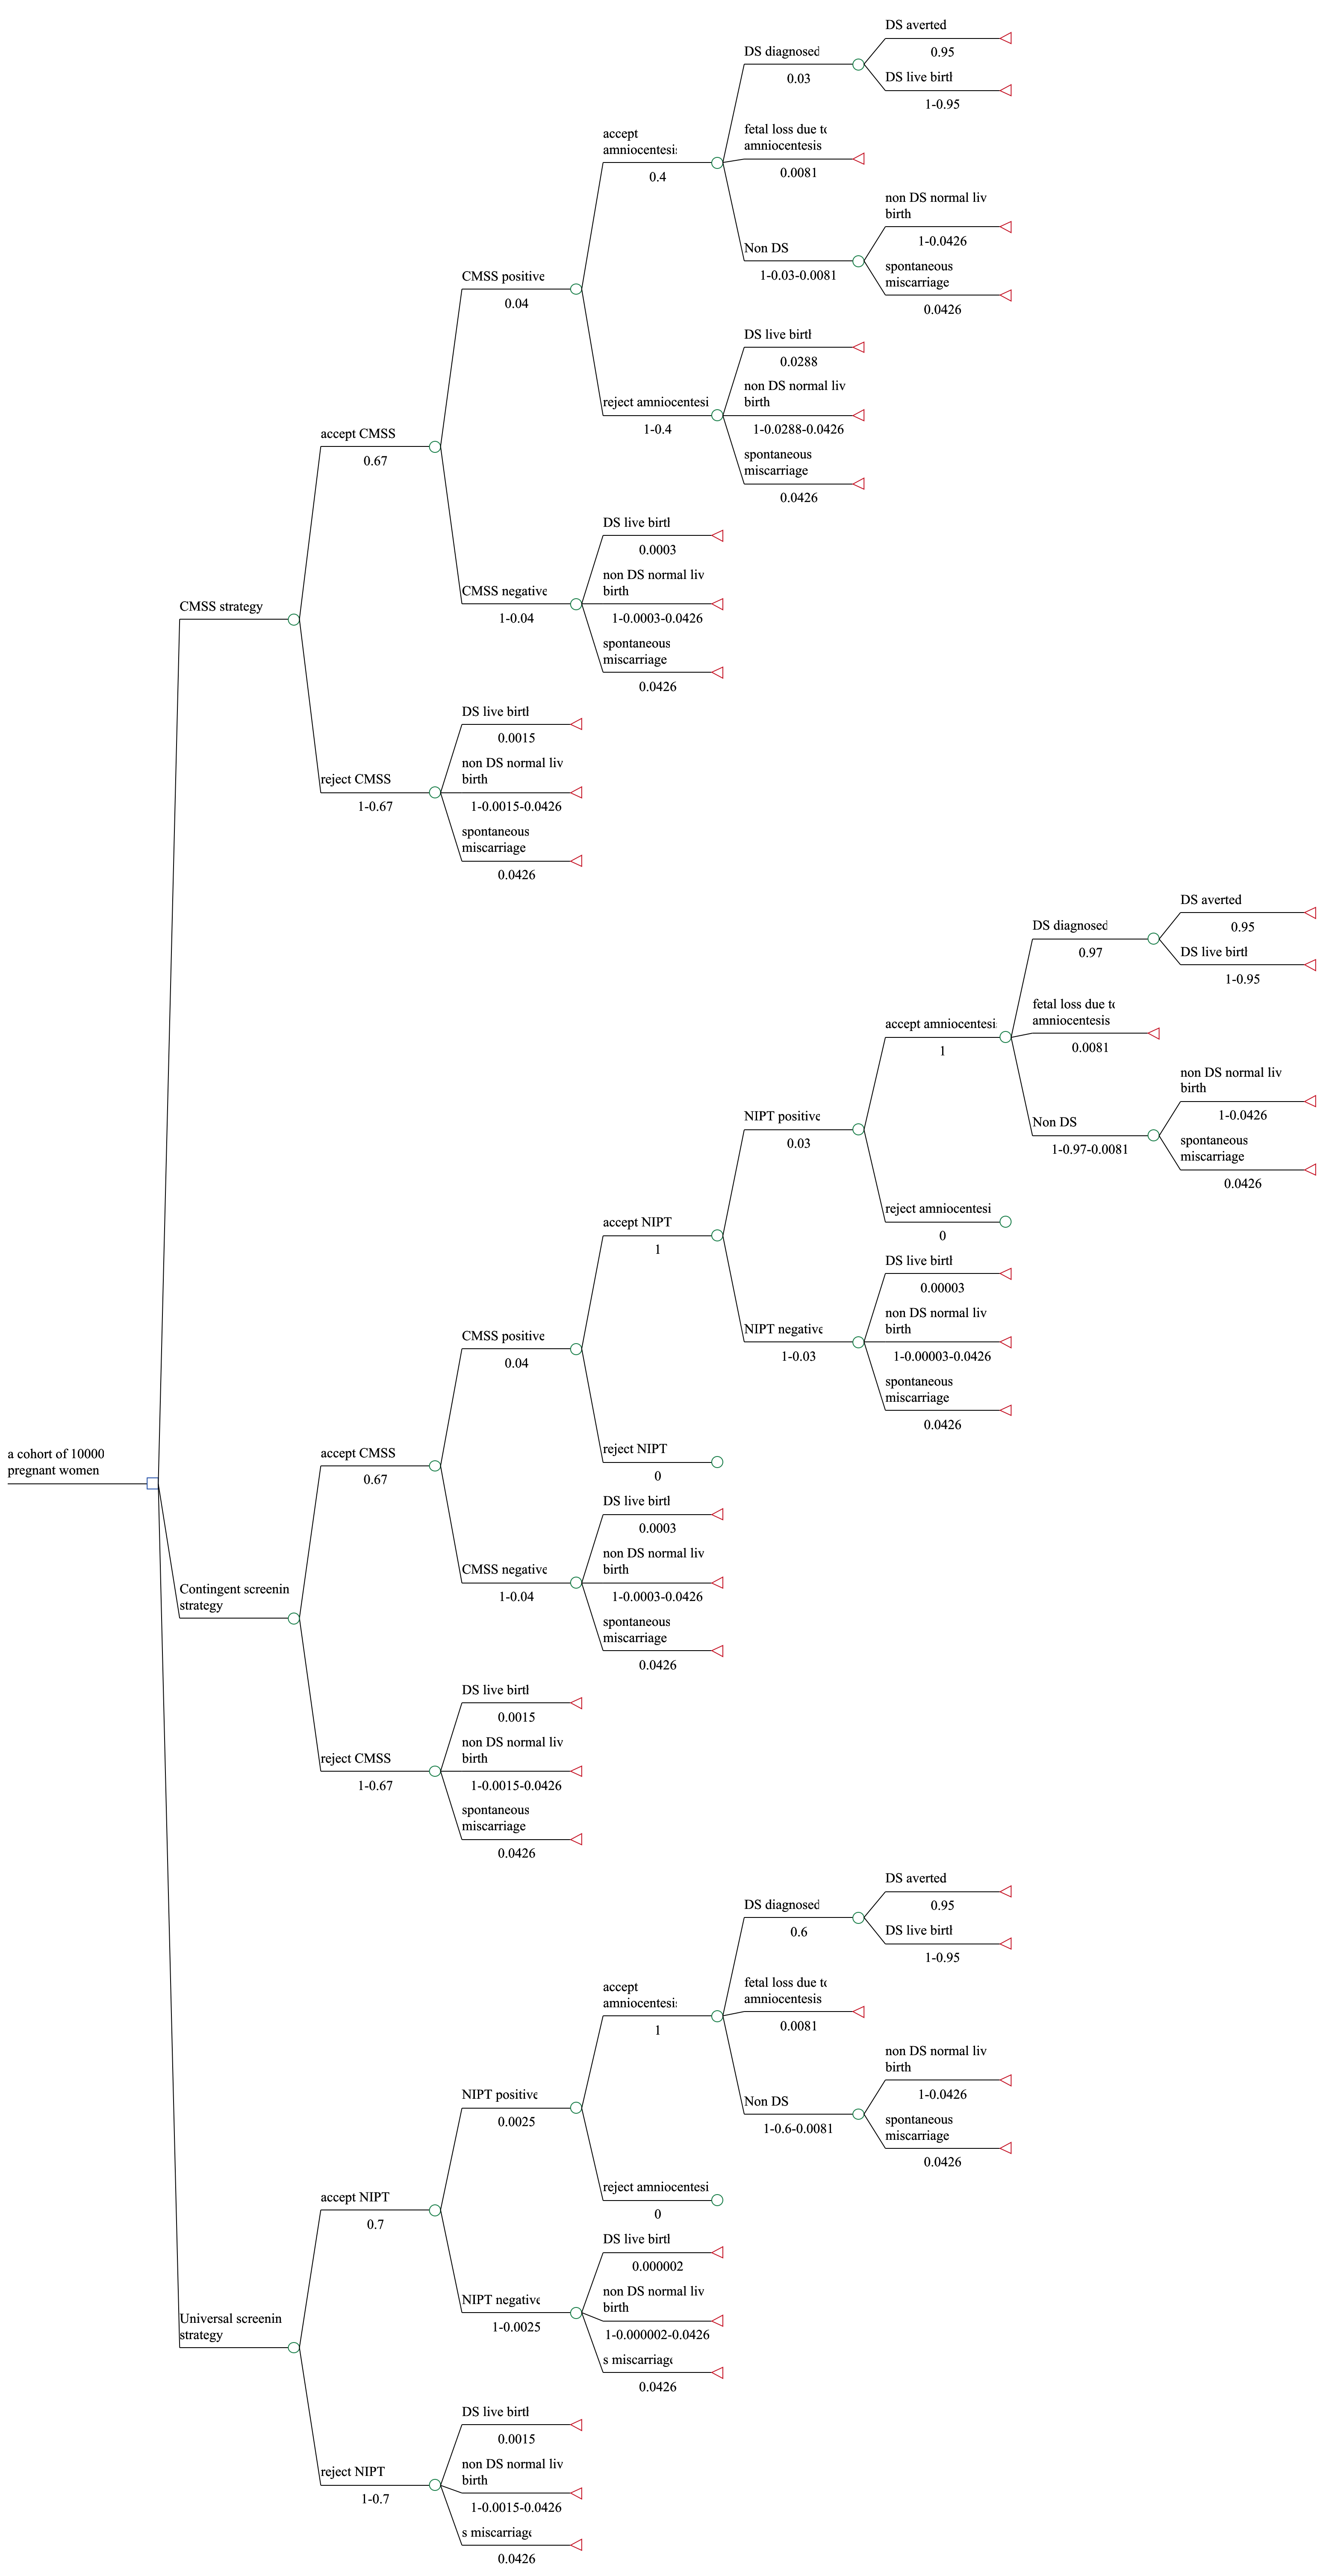 DS averted
0.95
DS diagnosed
0.03
DS live birth
1-0.95
accept
amniocentesis
0.4
fetal loss due to
amniocentesis
0.0081
non DS normal liv
birth
1-0.0426
Non DS
1-0.03-0.0081
spontaneous
miscarriage
0.0426
CMSS positive
0.04
DS live birth
0.0288
non DS normal liv
birth
1-0.0288-0.0426
reject amniocentesi
1-0.4
spontaneous
miscarriage
0.0426
accept CMSS
0.67
DS live birth
0.0003
non DS normal liv
birth
1-0.0003-0.0426
CMSS negative
1-0.04
spontaneous
miscarriage
0.0426
CMSS strategy
DS live birth
0.0015
non DS normal liv
birth
1-0.0015-0.0426
reject CMSS
1-0.67
spontaneous
miscarriage
0.0426
DS averted
0.95
DS diagnosed
0.97
DS live birth
1-0.95
fetal loss due to
amniocentesis
0.0081
accept amniocentesi
1
non DS normal liv
birth
1-0.0426
Non DS
1-0.97-0.0081
spontaneous
miscarriage
0.0426
NIPT positive
0.03
reject amniocentesi
0
accept NIPT
1
DS live birth
0.00003
non DS normal liv
birth
1-0.00003-0.0426
NIPT negative
1-0.03
spontaneous
miscarriage
0.0426
CMSS positive
0.04
reject NIPT
0
accept CMSS
0.67
a cohort of 10000
pregnant women
DS live birth
0.0003
non DS normal liv
birth
1-0.0003-0.0426
CMSS negative
1-0.04
spontaneous
miscarriage
0.0426
Contingent screenin
strategy
DS live birth
0.0015
non DS normal liv
birth
1-0.0015-0.0426
reject CMSS
1-0.67
spontaneous
miscarriage
0.0426
DS averted
0.95
DS diagnosed
0.6
DS live birth
1-0.95
accept
amniocentesis
1
fetal loss due to
amniocentesis
0.0081
non DS normal liv
birth
1-0.0426
Non DS
1-0.6-0.0081
spontaneous
miscarriage
0.0426
NIPT positive
0.0025
reject amniocentesi
0
accept NIPT
0.7
DS live birth
0.000002
non DS normal liv
birth
1-0.000002-0.0426
NIPT negative
1-0.0025
s miscarriage
0.0426
Universal screenin
strategy
DS live birth
0.0015
non DS normal liv
birth
1-0.0015-0.0426
reject NIPT
1-0.7
s miscarriage
0.0426